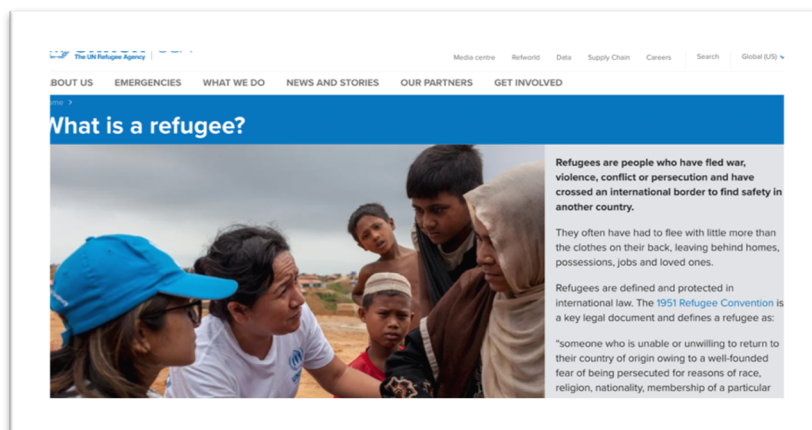 The UN Refugee Agency
Media centre Refworld Data Supply Chain Careers Search Global (US)
BOUT US EMERGENCIES WHAT WE DO NEWS AND STORIES OUR PARTNERS GET INVOLVED
ome >
What is a refugee?
Refugees are people who have fled war,
violence, conflict or persecution and have
crossed an international border to find safety in
another country.
They often have had to flee with little more than
the clothes on their back, leaving behind homes,
possessions, jobs and loved ones.
Refugees are defined and protected in
international law. The 1951 Refugee Convention is
a key legal document and defines a refugee as:
"someone who is unable or unwilling to return to
their country of origin owing to a well-founded
fear of being persecuted for reasons of race,
religion, nationality, membership of a particular